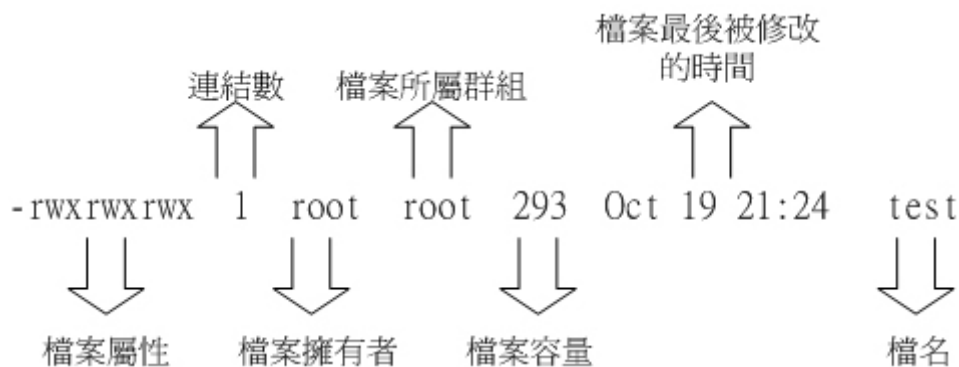 檔案最後被修改
的時間
連結數 檔案所屬群組
-rwxrwxrwx 1 root root 293 Oct 19 21:24 test
檔案屬性 檔案擁有者 檔案容量 檔名